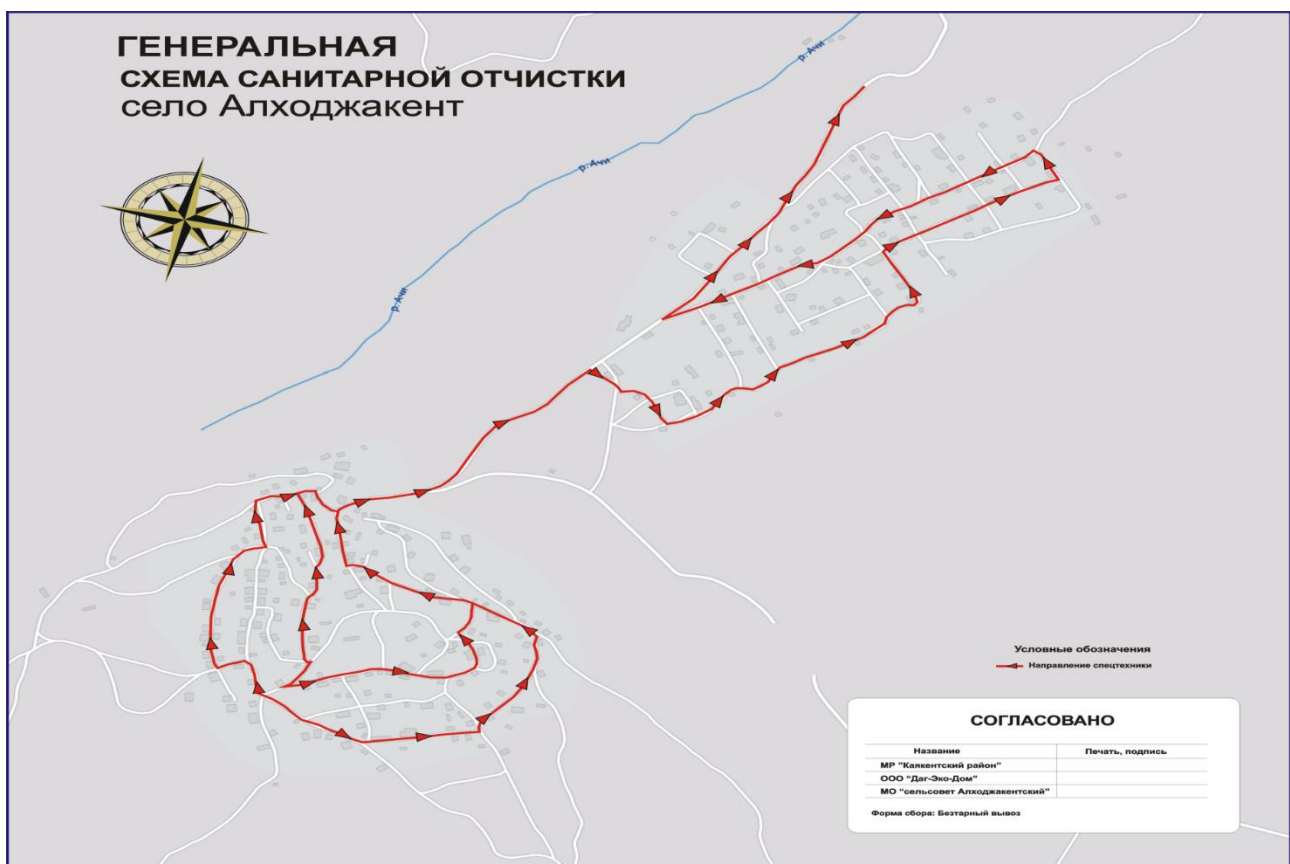 ГЕНЕРАЛЬНАЯ
СХЕМА САНИТАРНОЙ ОТЧИСТКИ
село Алходжакент
р. Ачи
р. Ачи
р. Ачи
Условные обозначения
Направление спецтехники
СОГЛАСОВАНО
Название Печать, подпись
МР "Каякентский район"
ООО "Даг-Эко-Дом"
МО "сельсовет Алходжакентский"
Форма сбора: Безтарный вывоз